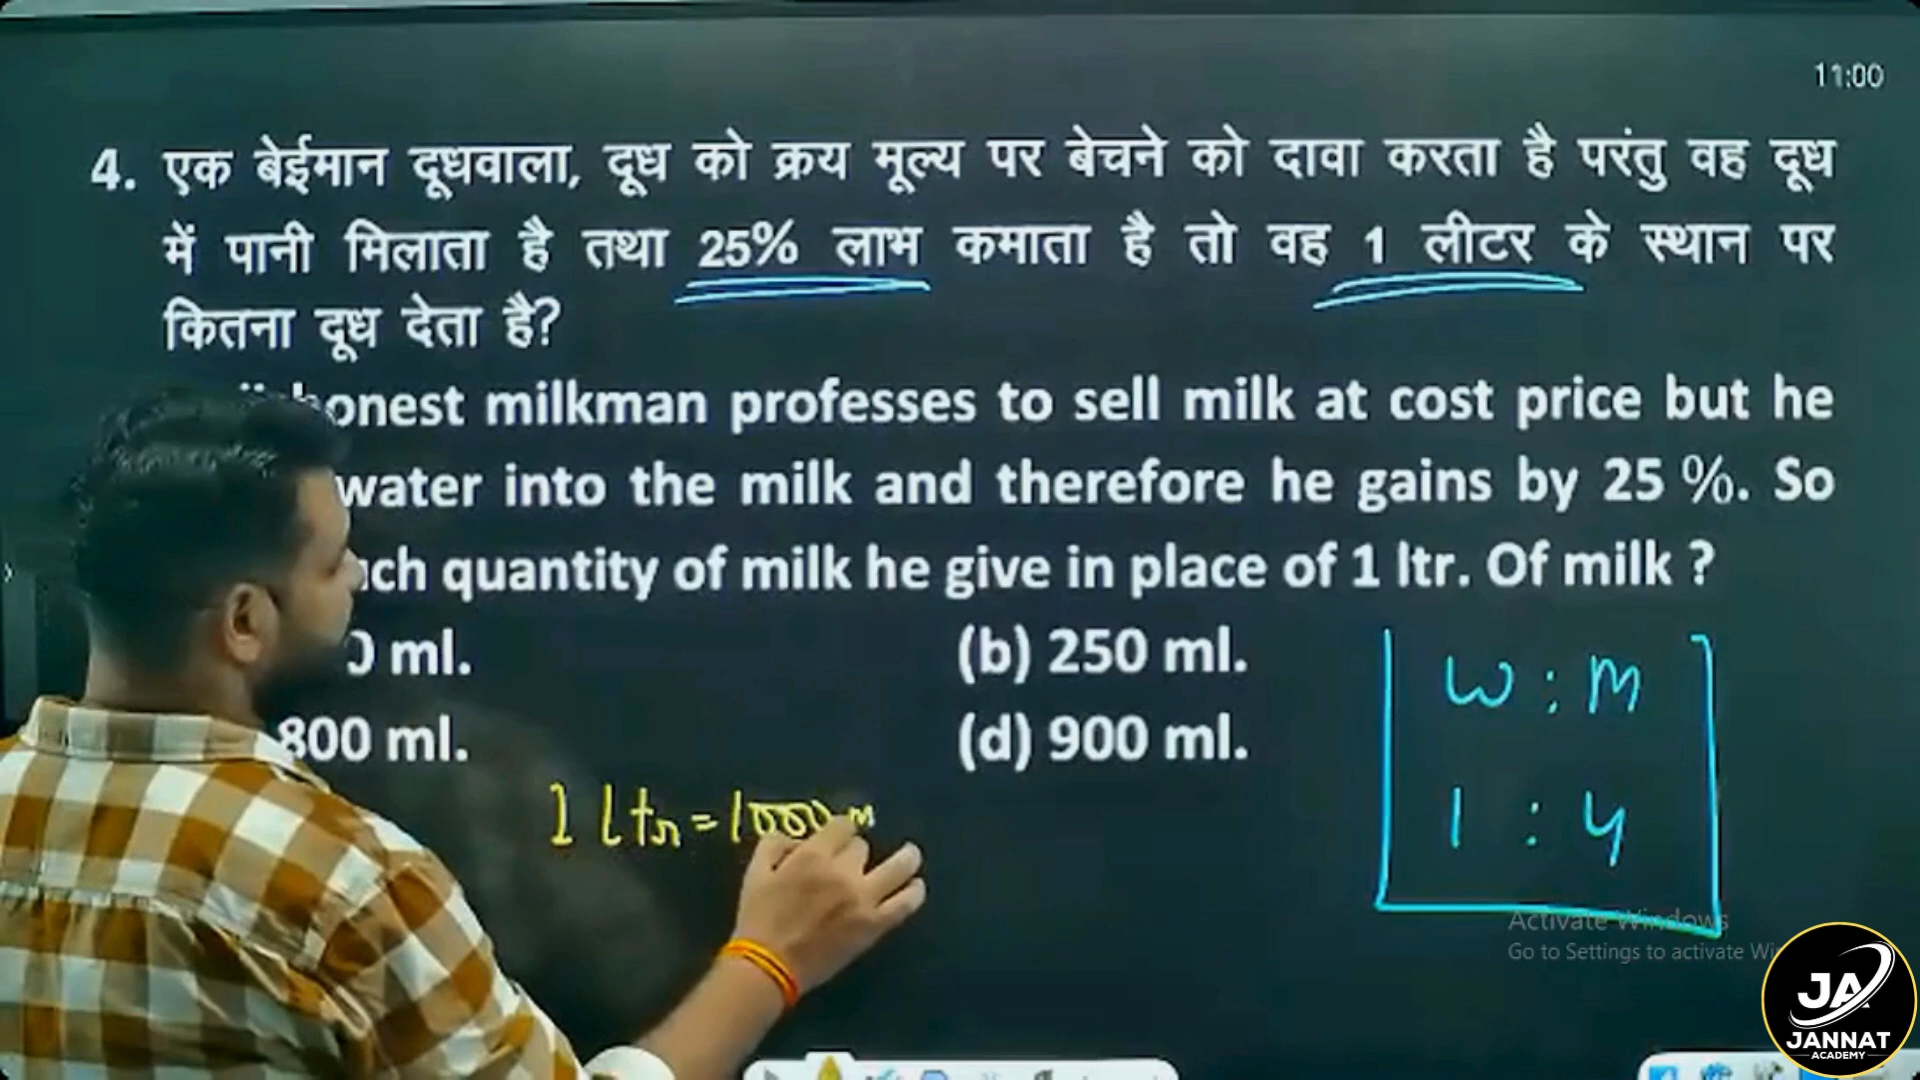 11:00
4. एक बेईमान दूधवाला, दूध को क्रय मूल्य पर बेचने को दावा करता है परंतु वह दूध
में पानी मिलाता है तथा 25% लाभ कमाता है तो वह 1 लीटर के स्थान पर
कितना दूध देता है?
honest milkman professes to sell milk at cost price but he
water into the milk and therefore he gains by 25 %. So
quantity of milk he give in place of 1 ltr. Of milk ?
ml. (b) 250 ml.
800 ml. (d) 900 ml.
W : M
1 : 4
1 Ltr = 1000 m
Activate Windows
Go to Settings to activate
JA
JANNAT
ACADEMY